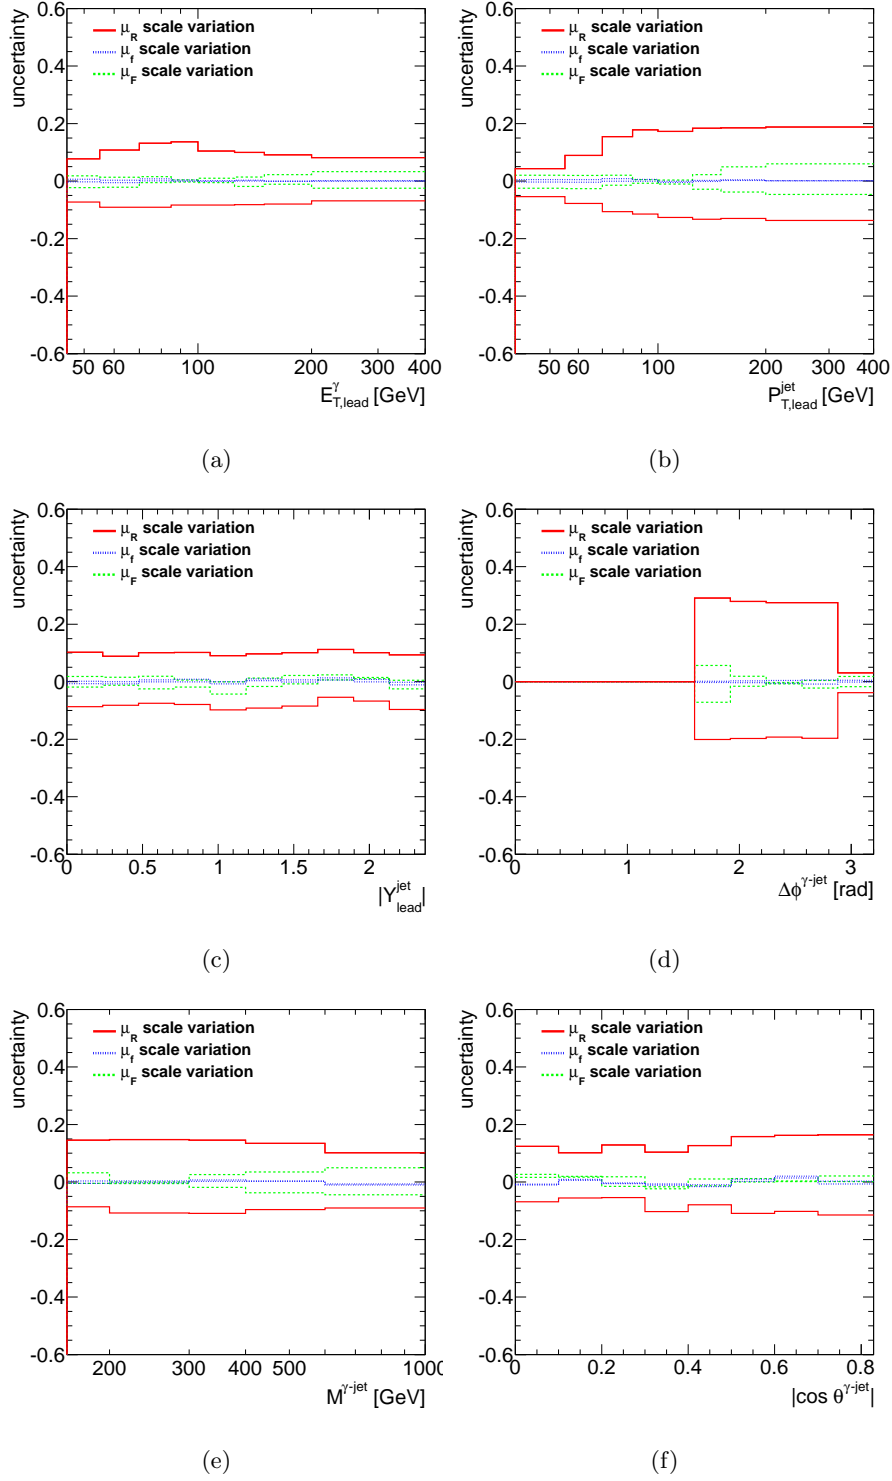 uncertainty
0.6
0.4
0.2
0
-0.2
-0.4
-0.6
μR scale variation
μf scale variation
μF scale variation
50 60 100 200 300 400
E^γ_T,lead [GeV]
(a)
uncertainty
0.6
0.4
0.2
0
-0.2
-0.4
-0.6
μR scale variation
μf scale variation
μF scale variation
50 60 100 200 300 400
P^jet_T,lead [GeV]
(b)
uncertainty
0.6
0.4
0.2
0
-0.2
-0.4
-0.6
μR scale variation
μf scale variation
μF scale variation
0 0.5 1 1.5 2
|Y^jet_lead|
(c)
uncertainty
0.6
0.4
0.2
0
-0.2
-0.4
-0.6
μR scale variation
μf scale variation
μF scale variation
0 1 2 3
Δϕ^γ-jet [rad]
(d)
uncertainty
0.6
0.4
0.2
0
-0.2
-0.4
-0.6
μR scale variation
μf scale variation
μF scale variation
200 300 400 500 1000
M^γ-jet [GeV]
(e)
uncertainty
0.6
0.4
0.2
0
-0.2
-0.4
-0.6
μR scale variation
μf scale variation
μF scale variation
0 0.2 0.4 0.6 0.8
|cos θ^γ-jet|
(f)